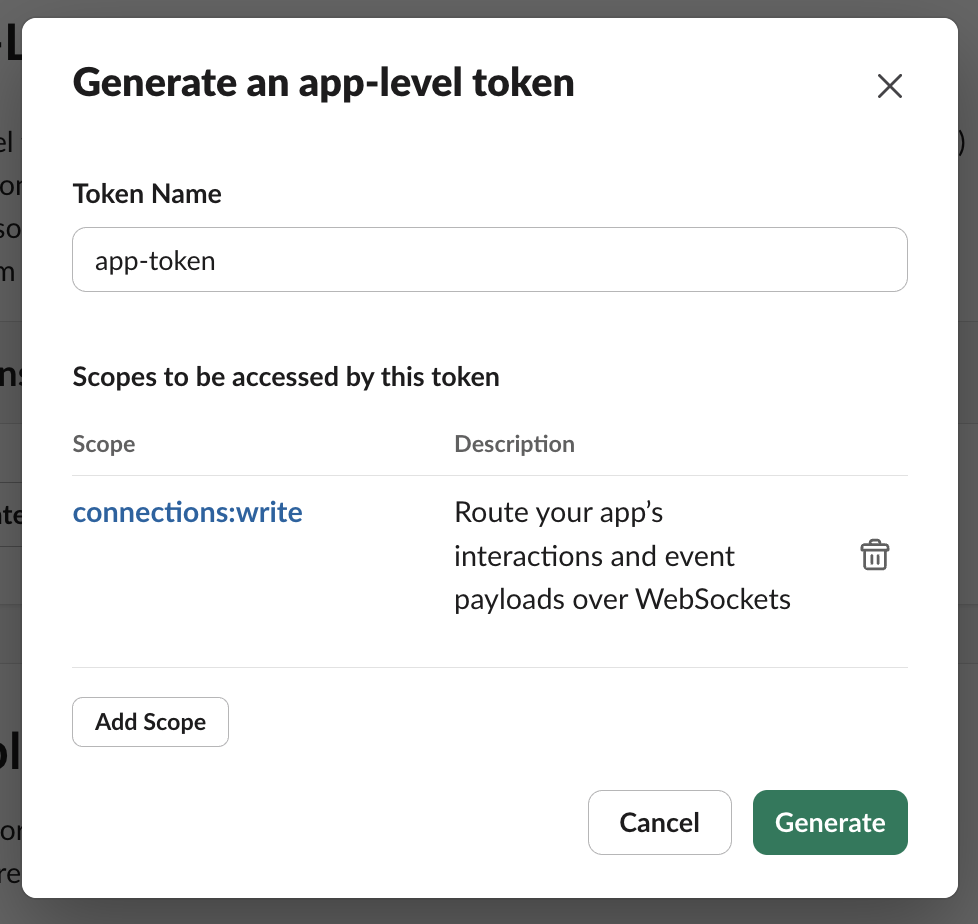 Generate an app-level token
Token Name
app-token
Scopes to be accessed by this token
Scope Description
connections:write Route your app’s
interactions and event
payloads over WebSockets
Add Scope
Cancel Generate